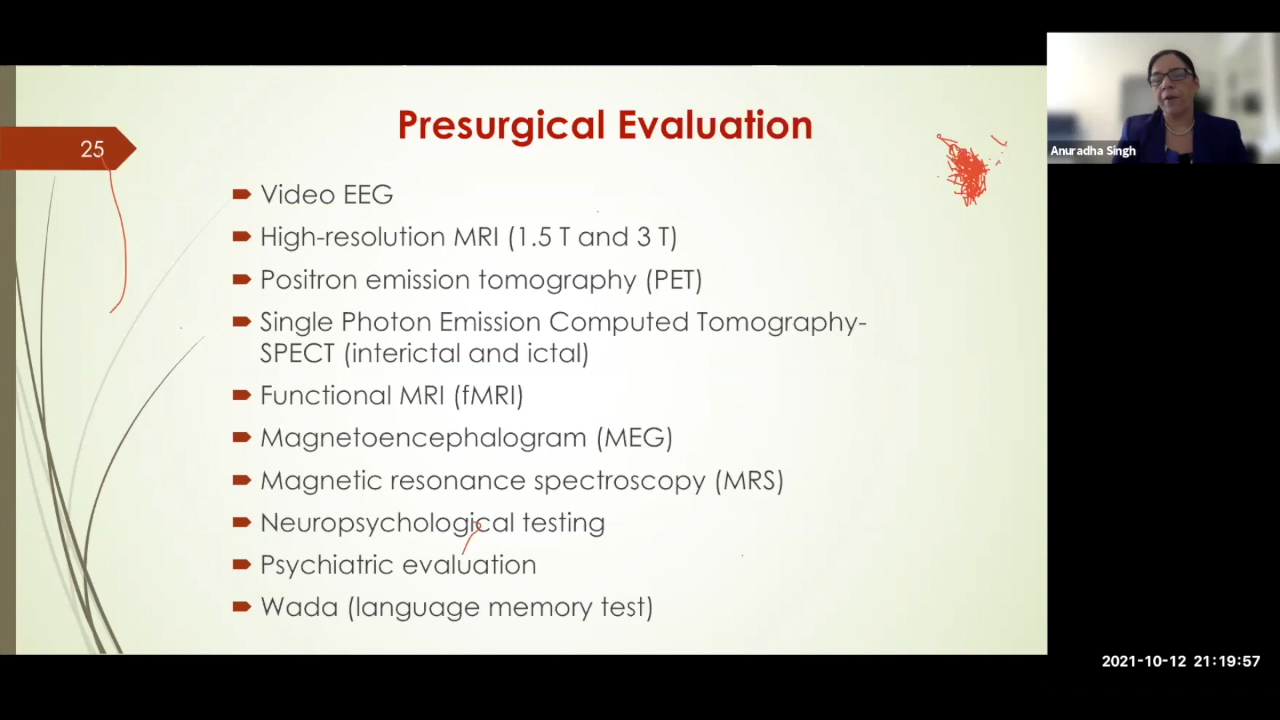 Presurgical Evaluation
25
Video EEG
High-resolution MRI (1.5 T and 3 T)
Positron emission tomography (PET)
Single Photon Emission Computed Tomography-
SPECT (interictal and ictal)
Functional MRI (fMRI)
Magnetoencephalogram (MEG)
Magnetic resonance spectroscopy (MRS)
Neuropsychological testing
Psychiatric evaluation
Wada (language memory test)
Anuradha Singh
2021-10-12 21:19:57